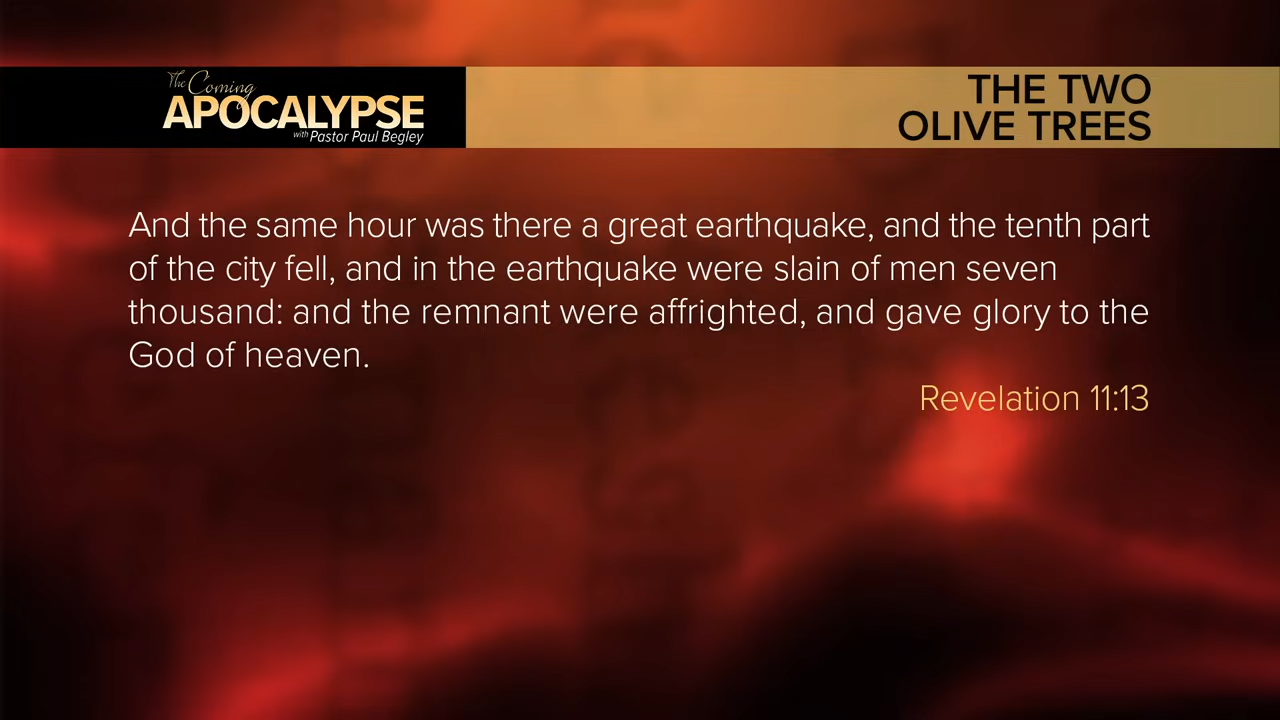 The Coming
APOCALYPSE
with Pastor Paul Begley
THE TWO
OLIVE TREES
And the same hour was there a great earthquake, and the tenth part
of the city fell, and in the earthquake were slain of men seven
thousand: and the remnant were affrighted, and gave glory to the
God of heaven.
Revelation 11:13